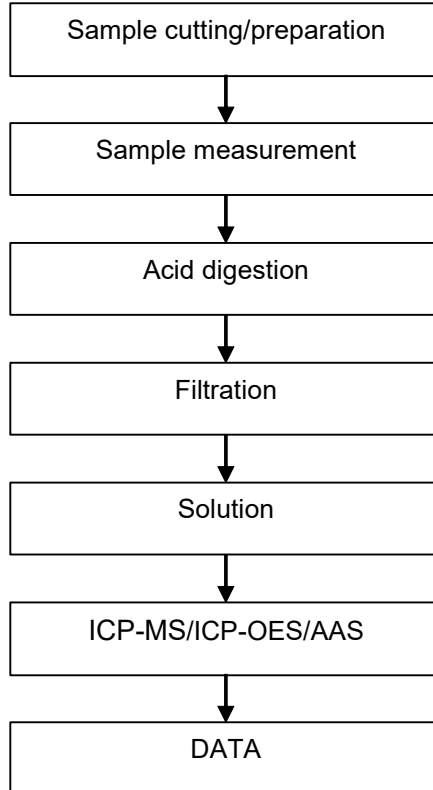 Sample cutting/preparation
Sample measurement
Acid digestion
Filtration
Solution
ICP-MS/ICP-OES/AAS
DATA